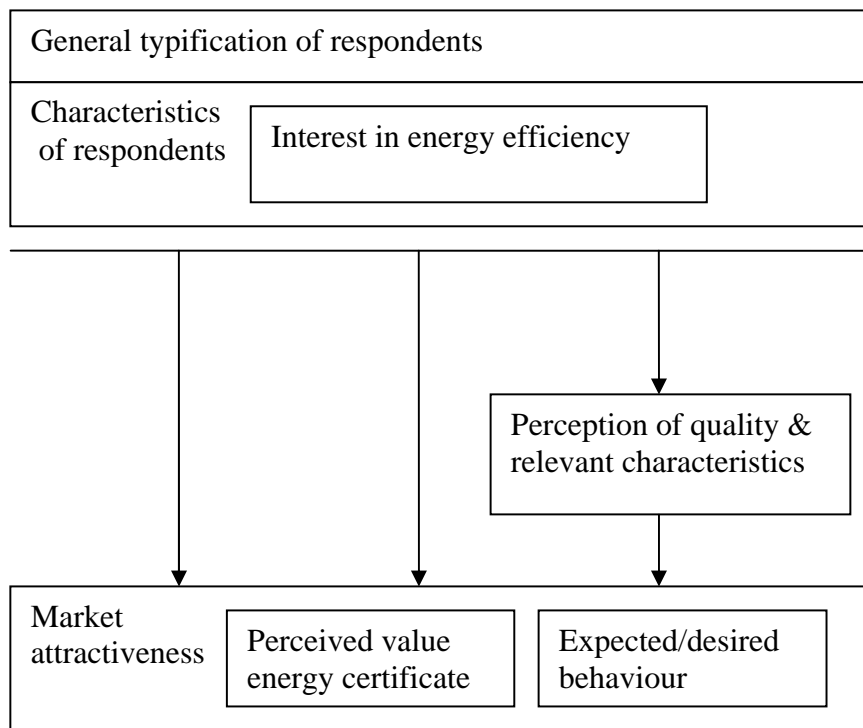 General typification of respondents
Characteristics
of respondents
Interest in energy efficiency
Perception of quality &
relevant characteristics
Market
attractiveness
Perceived value
energy certificate
Expected/desired
behaviour